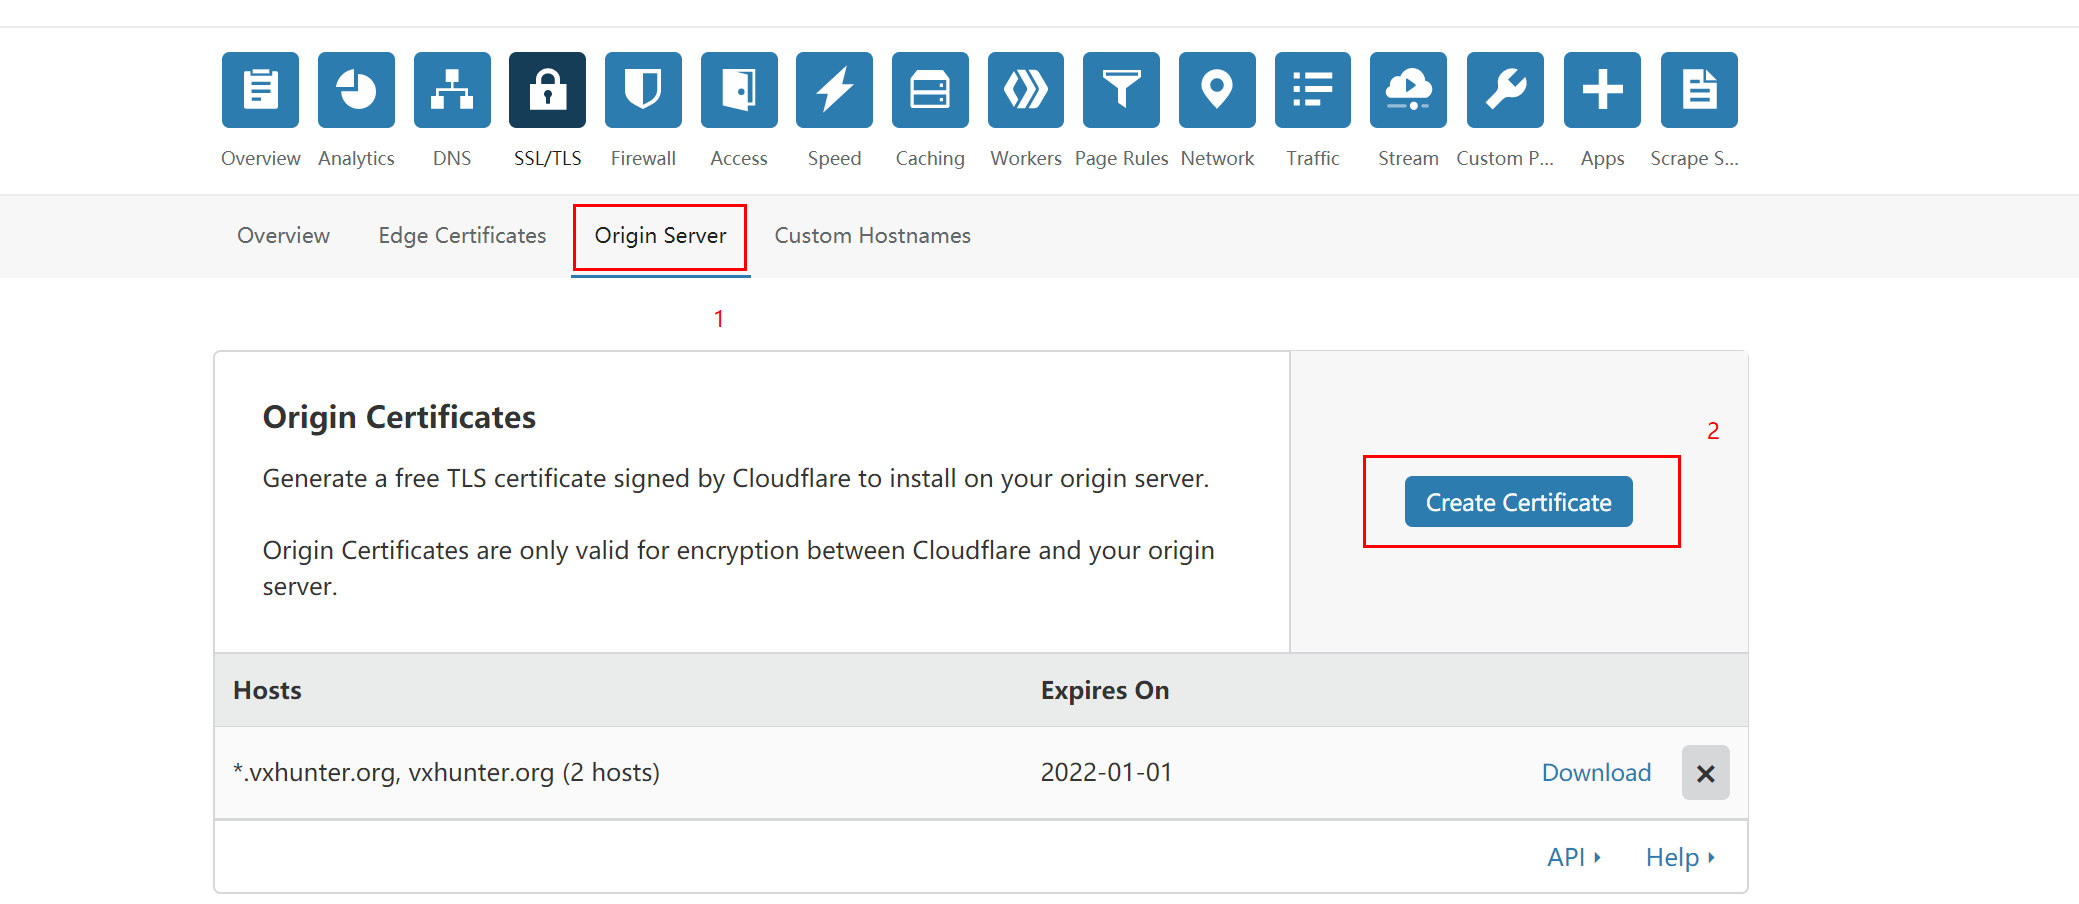 Overview Analytics DNS SSL/TLS Firewall Access Speed Caching Workers Page Rules Network Traffic Stream Custom P... Apps Scrape S...
Overview Edge Certificates Origin Server Custom Hostnames
1
Origin Certificates
2
Generate a free TLS certificate signed by Cloudflare to install on your origin server.
Create Certificate
Origin Certificates are only valid for encryption between Cloudflare and your origin
server.
Hosts Expires On
*.vxhunter.org, vxhunter.org (2 hosts) 2022-01-01 Download
API Help